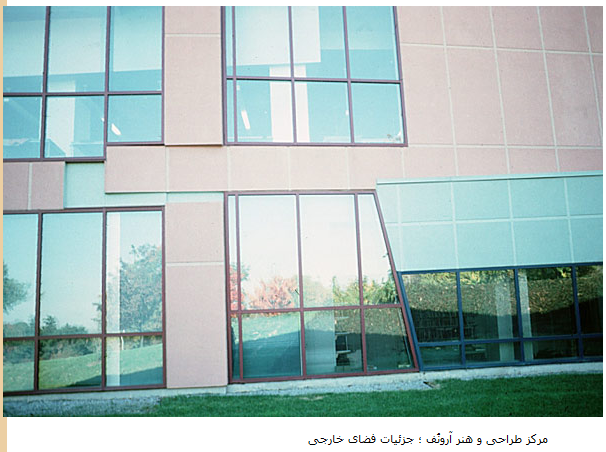 مرکز طراحی و هنر آرونُف ؛ جزئیات فضای خارجی